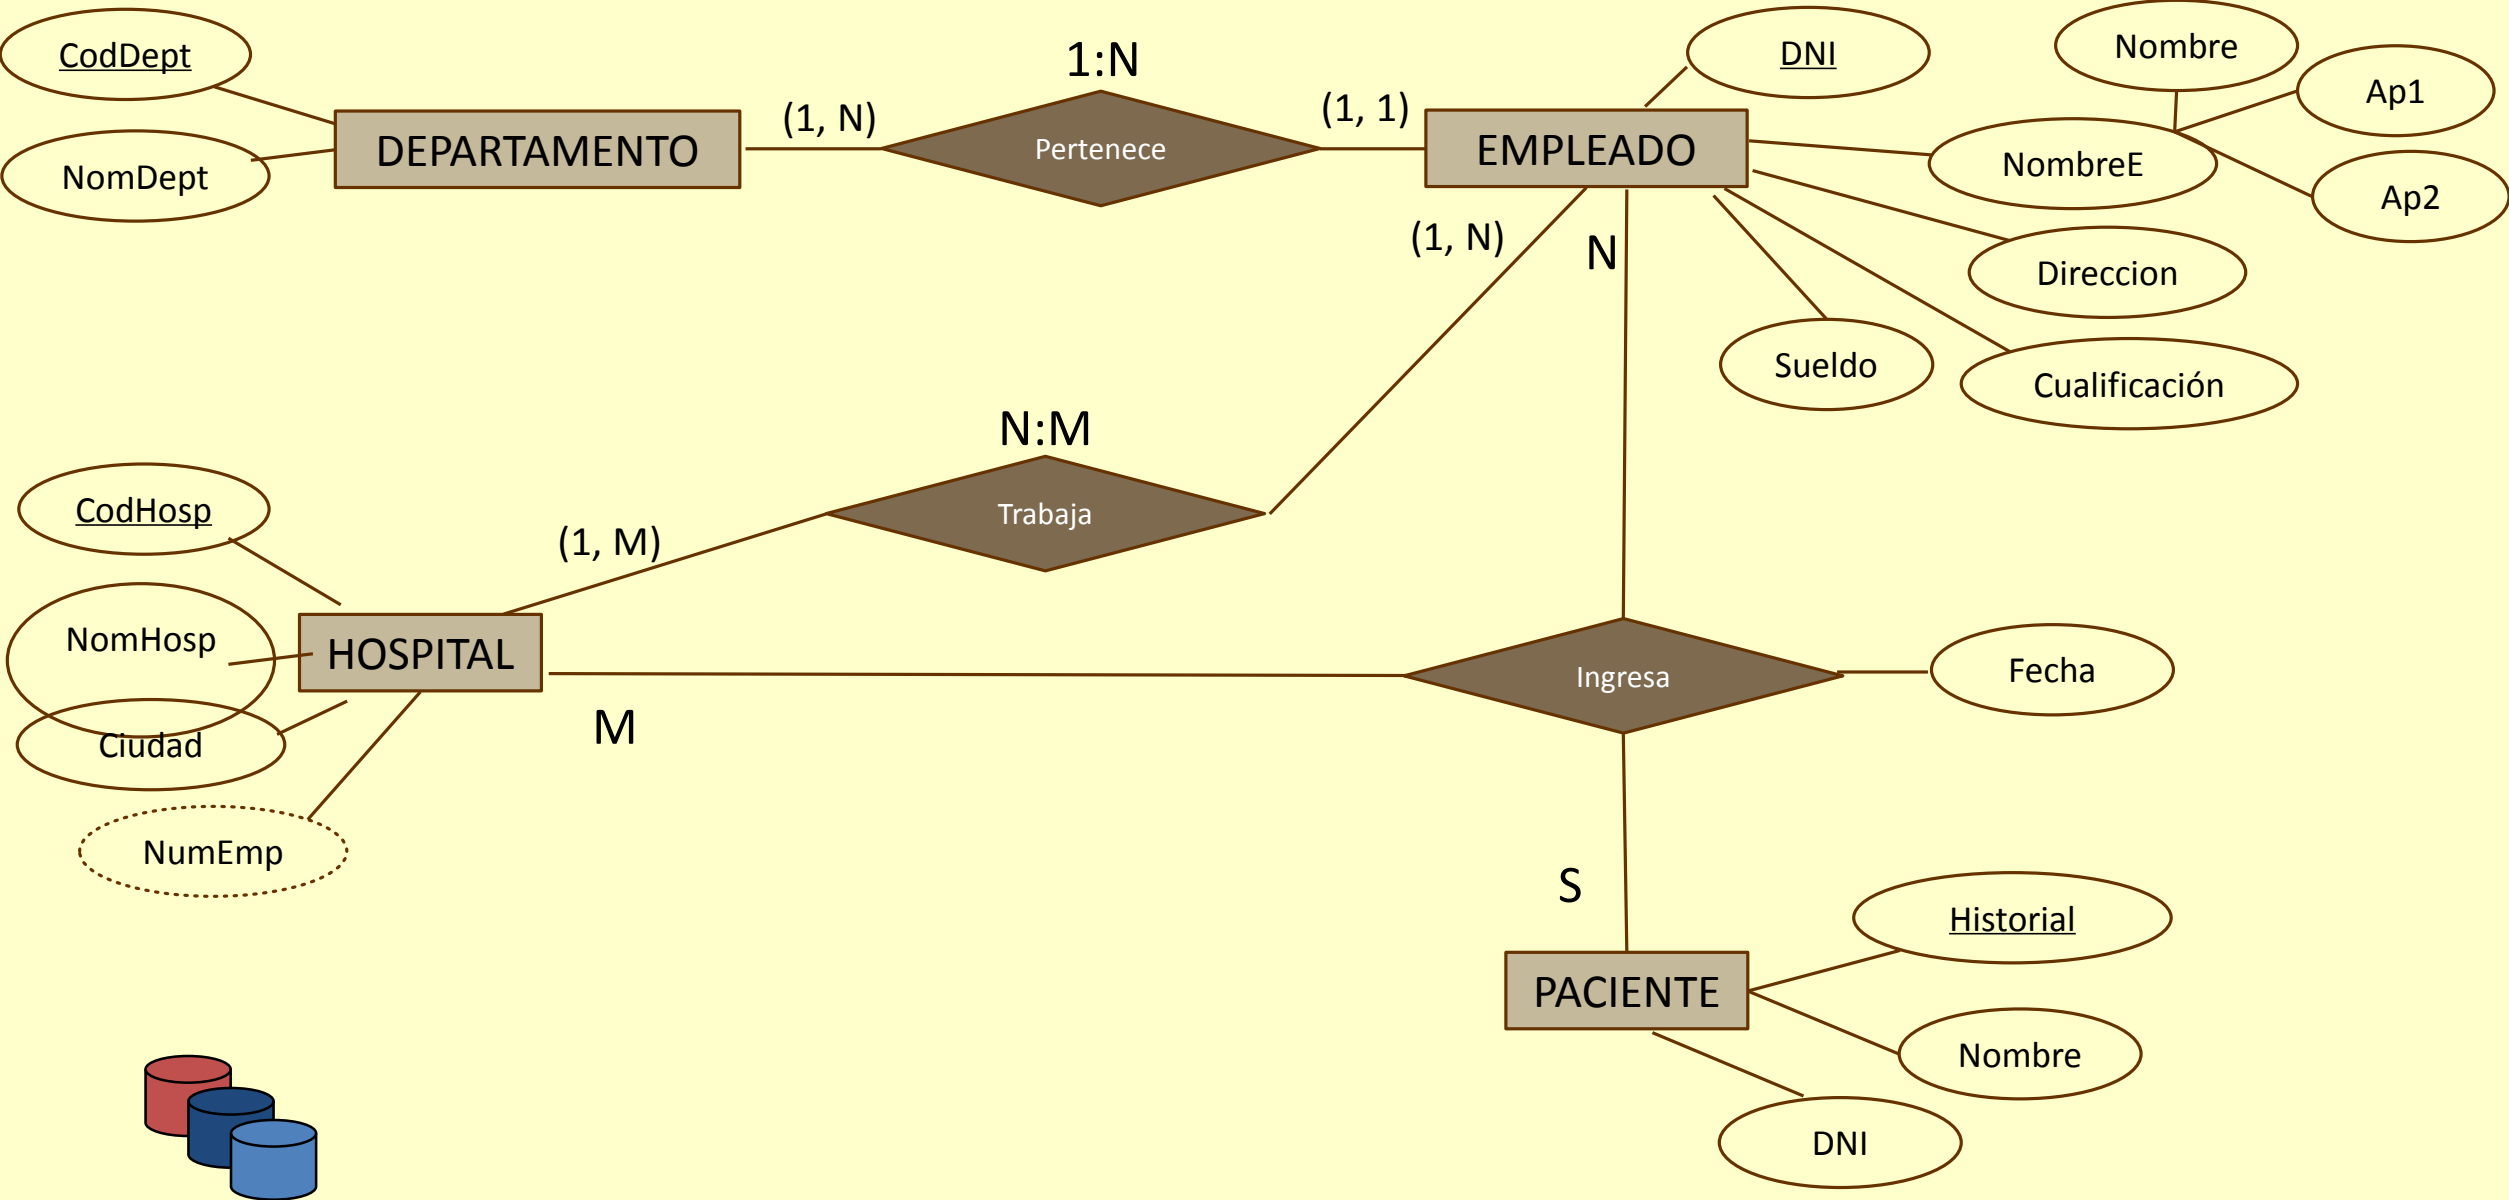 CodDept
NomDept
DEPARTAMENTO
(1, N)
1:N
Pertenece
(1, 1)
EMPLEADO
DNI
Nombre
Ap1
NombreE
Ap2
Direccion
Cualificación
Sueldo
(1, N)
N
N:M
Trabaja
(1, M)
CodHosp
NomHosp
HOSPITAL
Ciudad
NumEmp
M
Ingresa
Fecha
S
PACIENTE
Historial
Nombre
DNI